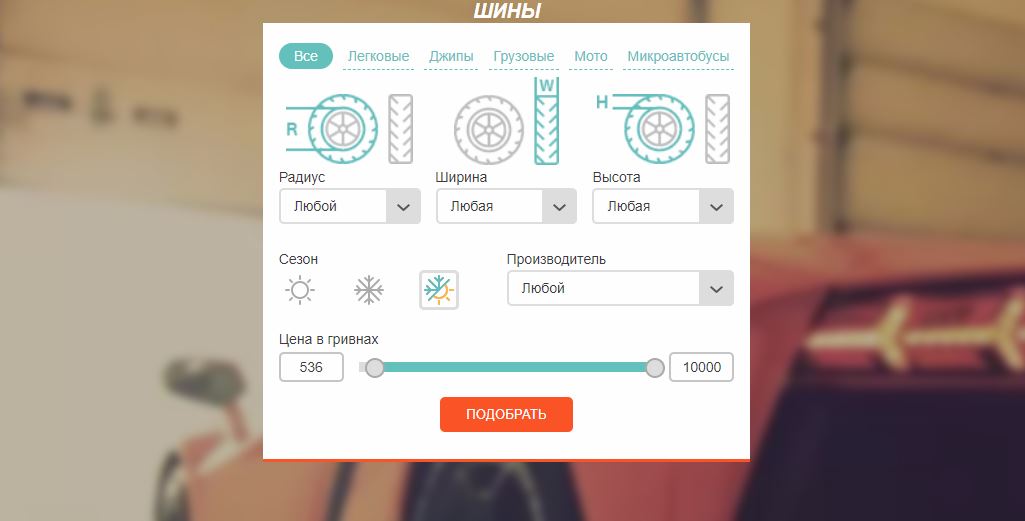 ШИНЫ
Все Легковые Джипы Грузовые Мото Микроавтобусы
R W H
Радиус Ширина Высота
Любой Любая Любая
Сезон Производитель
Любой
Цена в гривнах
536 10000
ПОДОБРАТЬ